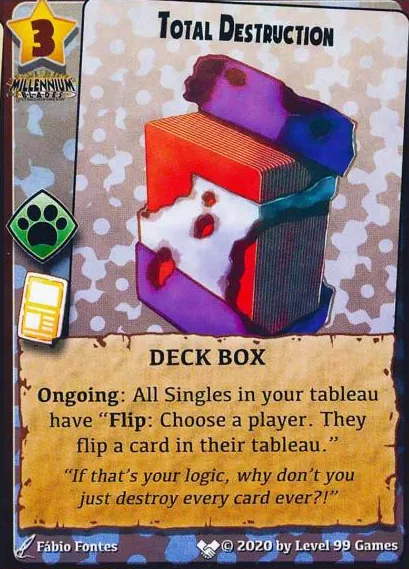 3
TOTAL DESTRUCTION
MILLENNIUM
BLADES
DECK BOX
Ongoing: All Singles in your tableau
have “Flip: Choose a player. They
flip a card in their tableau.”
“If that's your logic, why don't you
just destroy every card ever?!”
Fábio Fontes
© 2020 by Level 99 Games